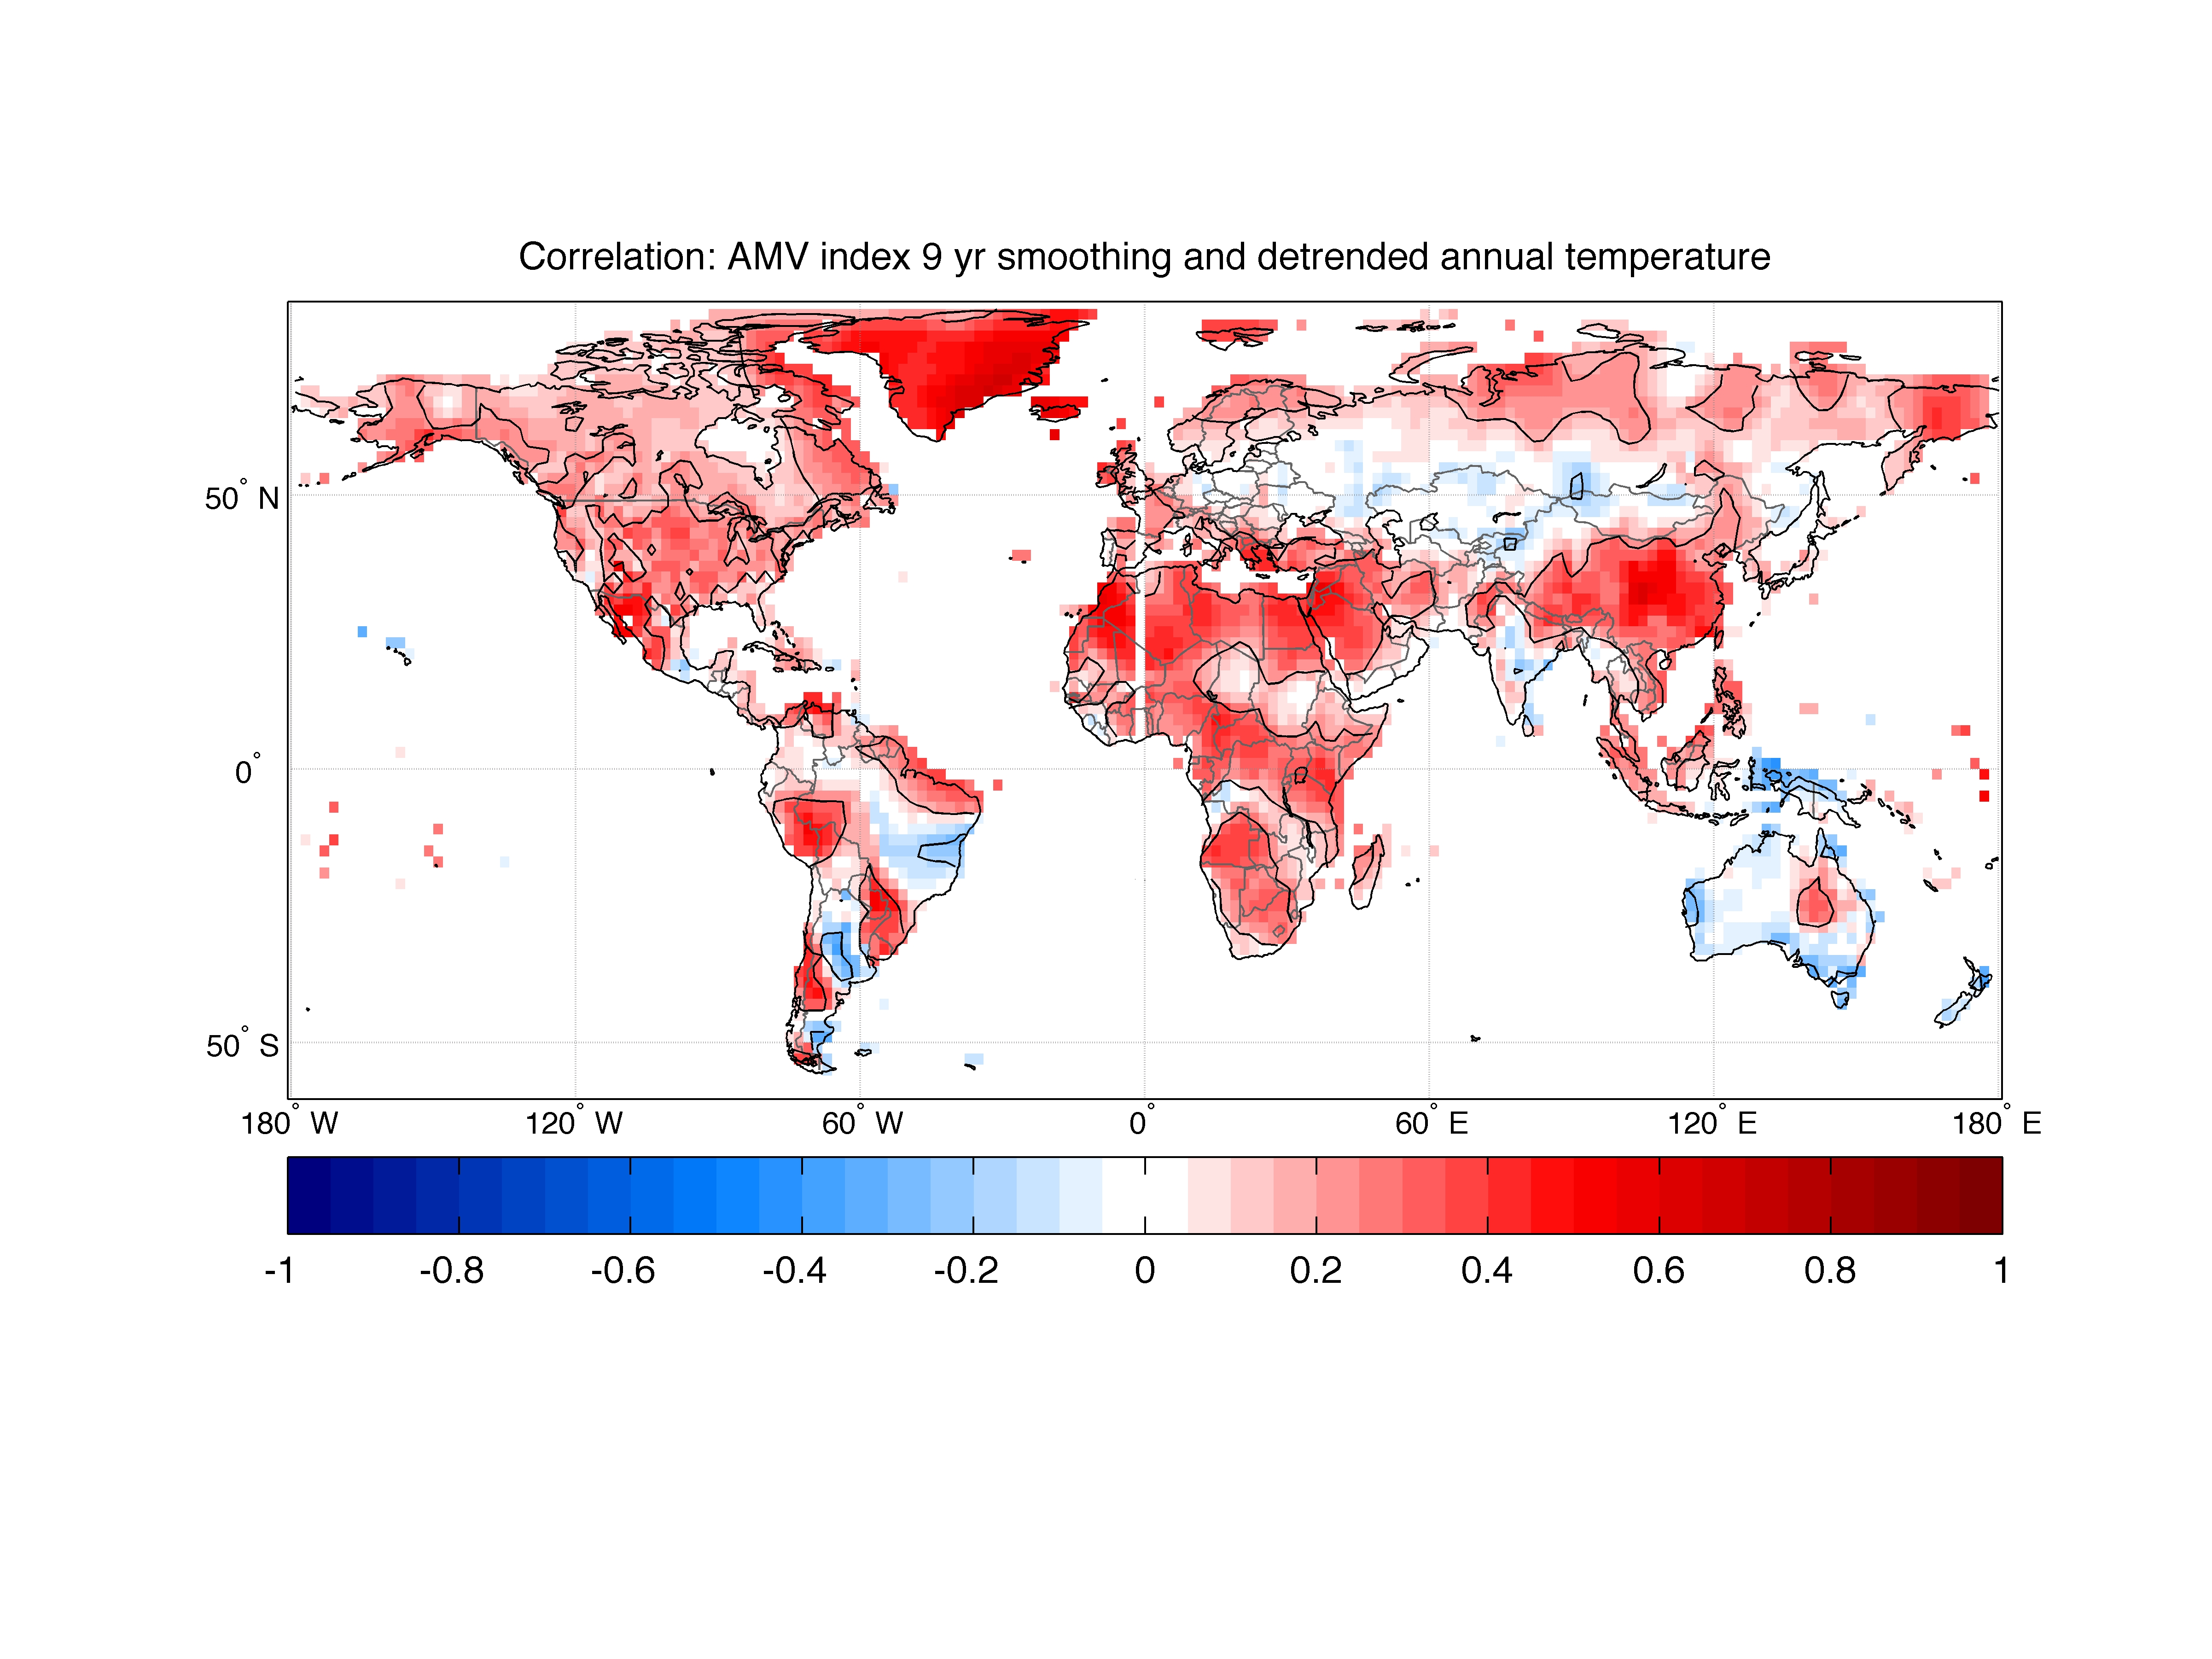 Correlation: AMV index 9 yr smoothing and detrended annual temperature
50° N
0°
50° S
180° W 120° W 60° W 0° 60° E 120° E 180° E
-1 -0.8 -0.6 -0.4 -0.2 0 0.2 0.4 0.6 0.8 1